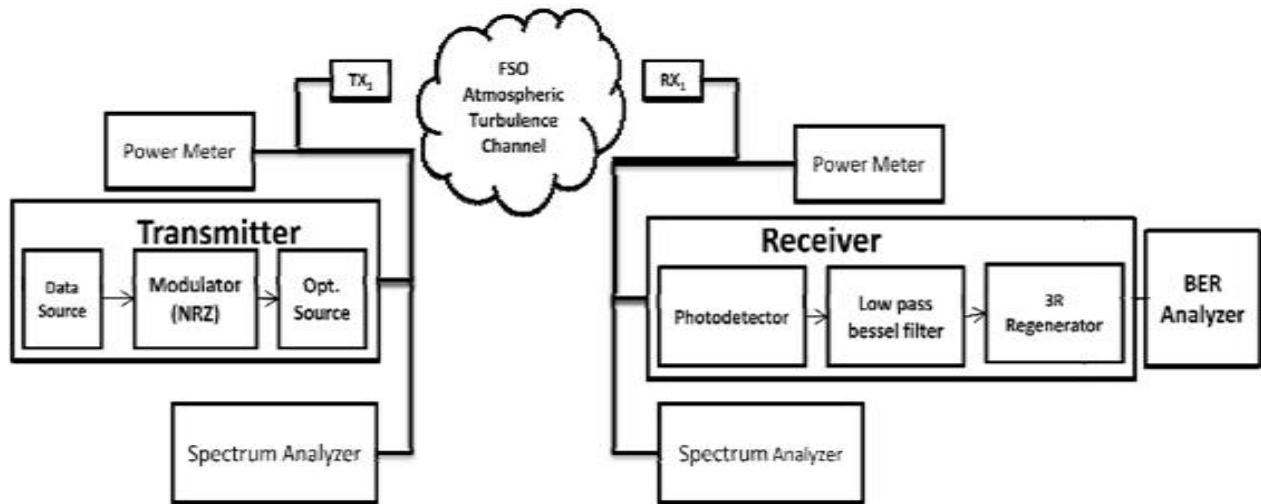 TX1
FSO
Atmospheric
Turbulence
Channel
RX1
Power Meter
Power Meter
Transmitter
Data
Source
Modulator
(NRZ)
Opt.
Source
Receiver
Photodetector
Low pass
bessel filter
3R
Regenerator
BER
Analyzer
Spectrum Analyzer
Spectrum Analyzer